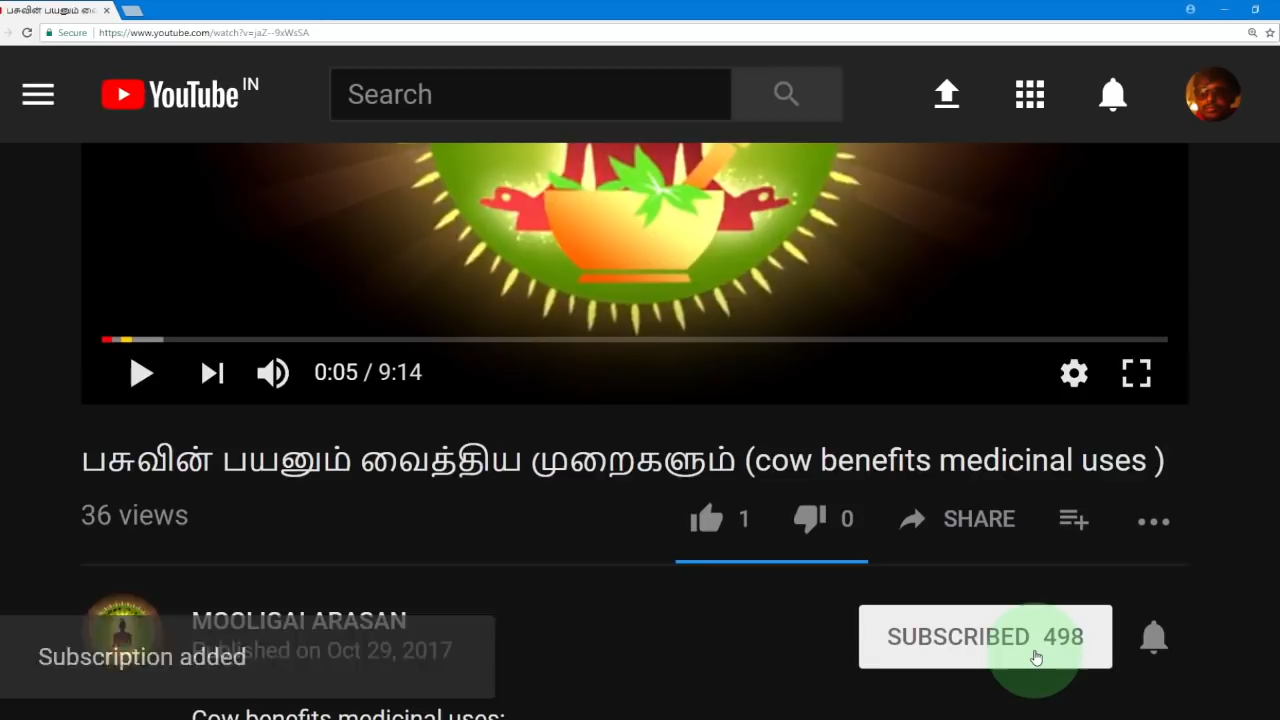 பசுவின் பயனும் வை
Secure
https://www.youtube.com/watch?v=jaZ--9xWsSA
YouTube IN
Search
0:05 / 9:14
பசுவின் பயனும் வைத்திய முறைகளும் (cow benefits medicinal uses )
36 views
1
0
SHARE
MOOLIGAI ARASAN
Published on Oct 29, 2017
SUBSCRIBED 498
Subscription added
Cow benefits medicinal uses: